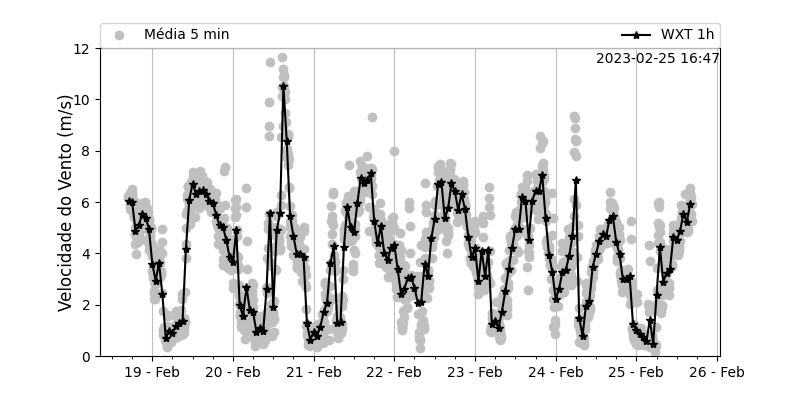 Média 5 min
WXT 1h
2023-02-25 16:47
Velocidade do Vento (m/s)
12
10
8
6
4
2
0
19 - Feb
20 - Feb
21 - Feb
22 - Feb
23 - Feb
24 - Feb
25 - Feb
26 - Feb